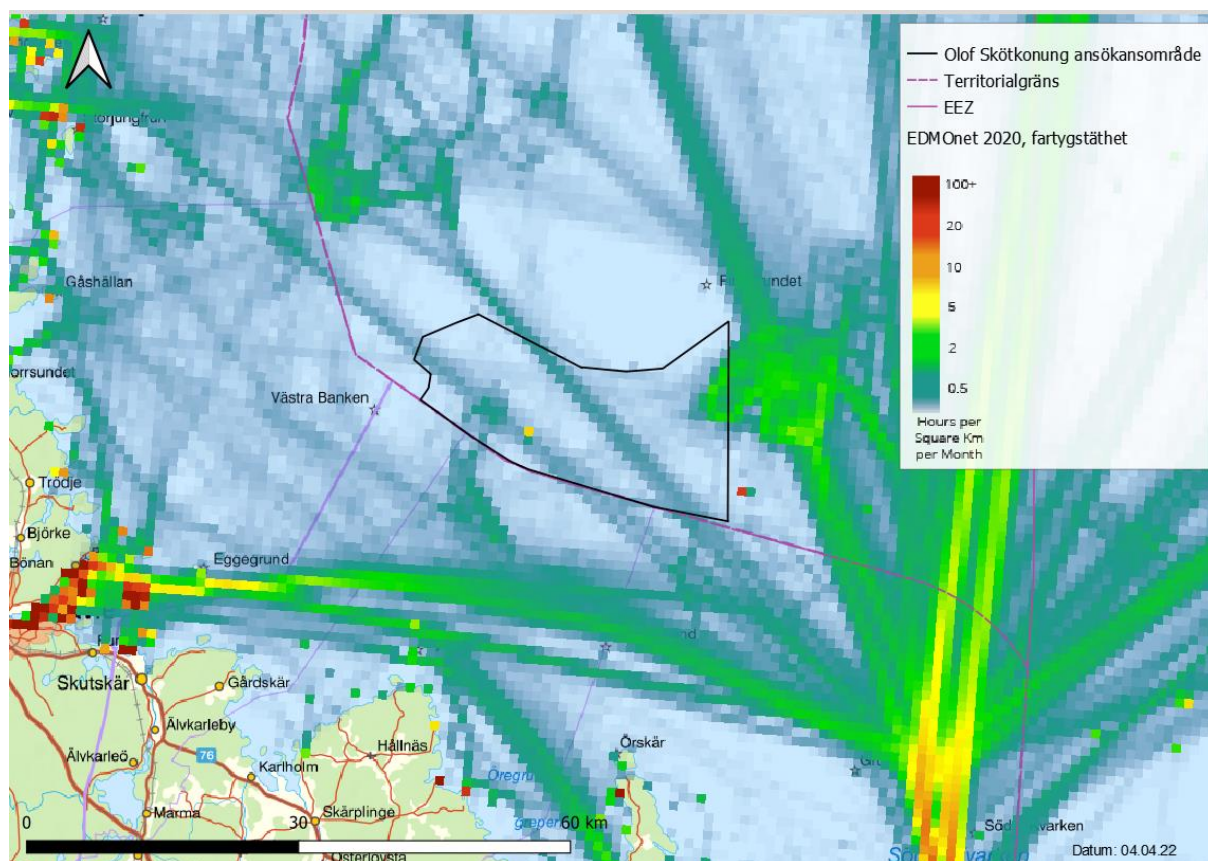 Olof Skötkonung ansökansområde
Territorialgräns
EEZ
EDMOnet 2020, fartygstäthet
100+
20
10
5
2
0.5
Hours per
Square Km
per Month
Gåshällan
Västra Banken
Trödje
Björke
Bönan
Eggegrund
Skutskär
Gårdskär
Älvkarleby
Älvkarleö
76
Karlholm
Hållnäs
Örskär
Marma
Skärplinge
0
30
60 km
Datum: 04.04.22